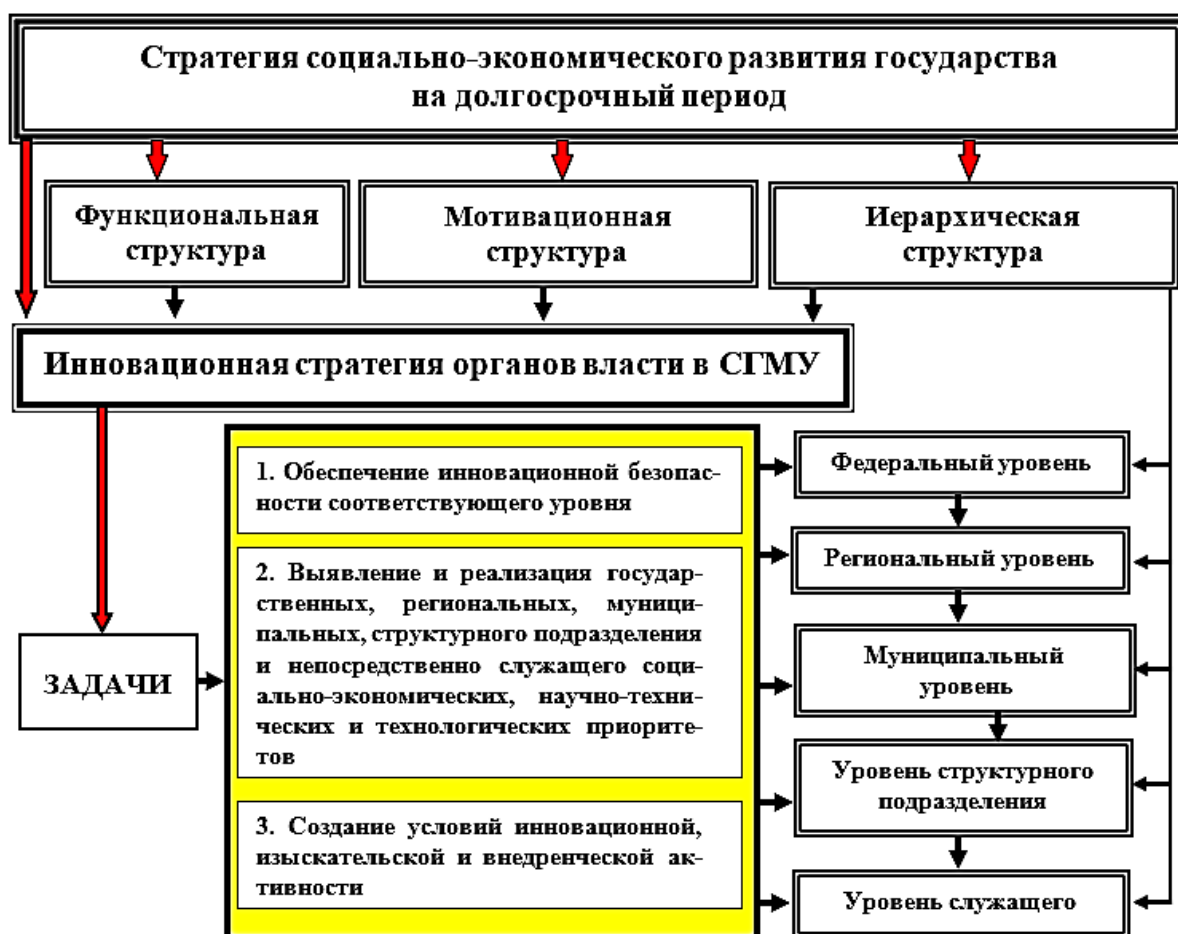 Стратегия социально-экономического развития государства
на долгосрочный период
Функциональная
структура
Мотивационная
структура
Иерархическая
структура
Инновационная стратегия органов власти в СГМУ
ЗАДАЧИ
1. Обеспечение инновационной безопас-
ности соответствующего уровня
2. Выявление и реализация государ-
ственных, региональных, муници-
пальных, структурного подразделения
и непосредственно служащего соци-
ально-экономических, научно-техни-
ческих и технологических приорите-
тов
3. Создание условий инновационной,
изыскательской и внедренческой ак-
тивности
Федеральный уровень
Региональный уровень
Муниципальный
уровень
Уровень структурного
подразделения
Уровень служащего